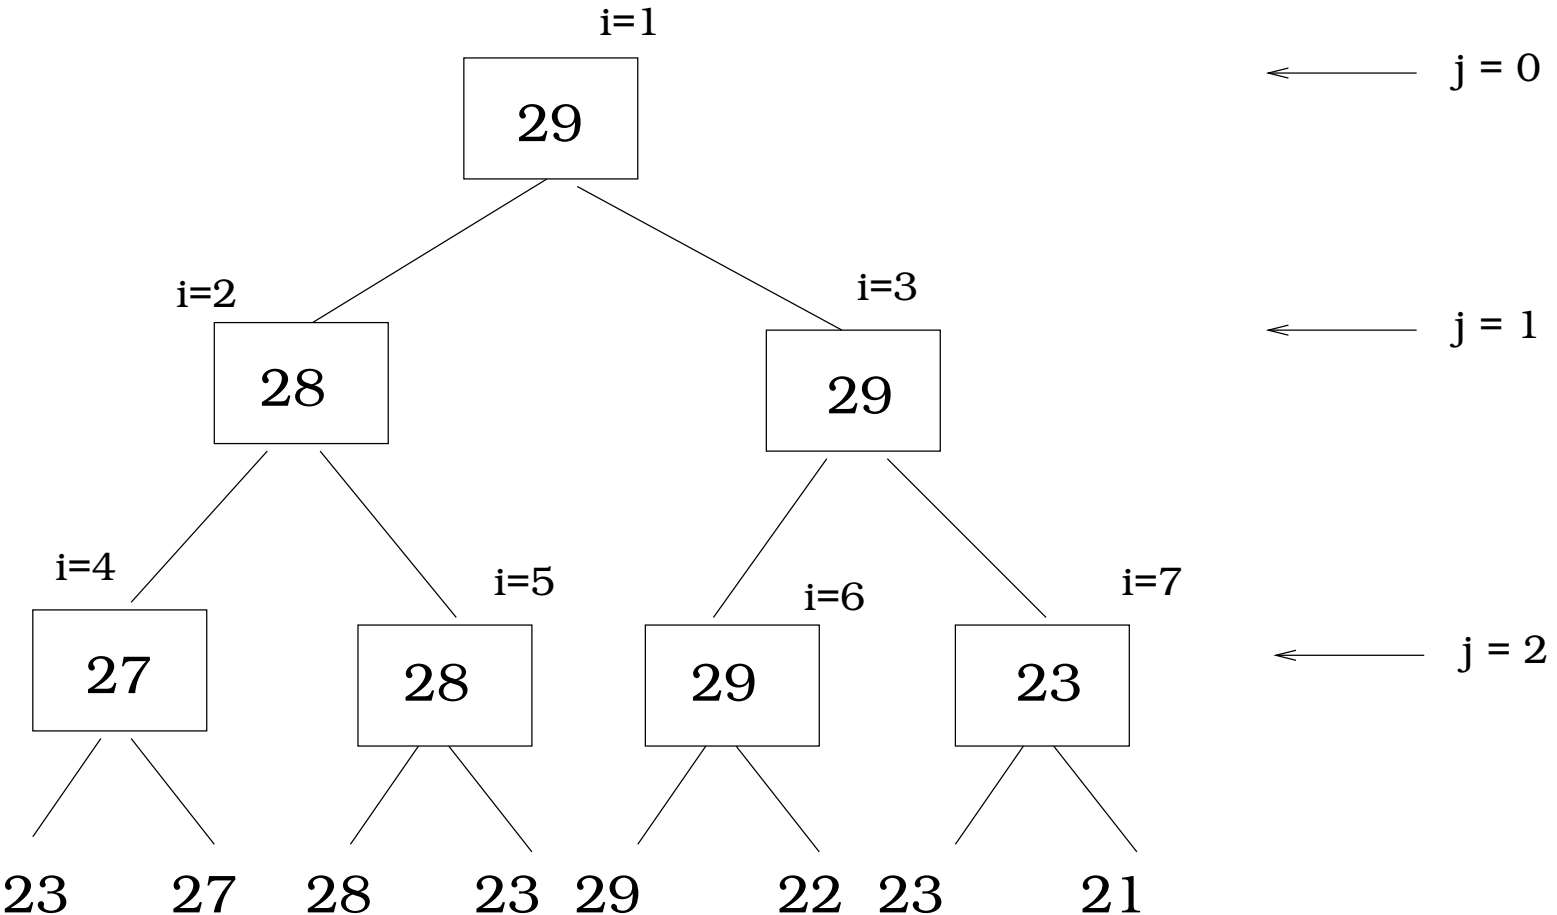 i=1
j = 0
29
i=2
i=3
j = 1
28
29
i=4
i=5
i=6
i=7
j = 2
27
28
29
23
23 27 28 23 29 22 23 21